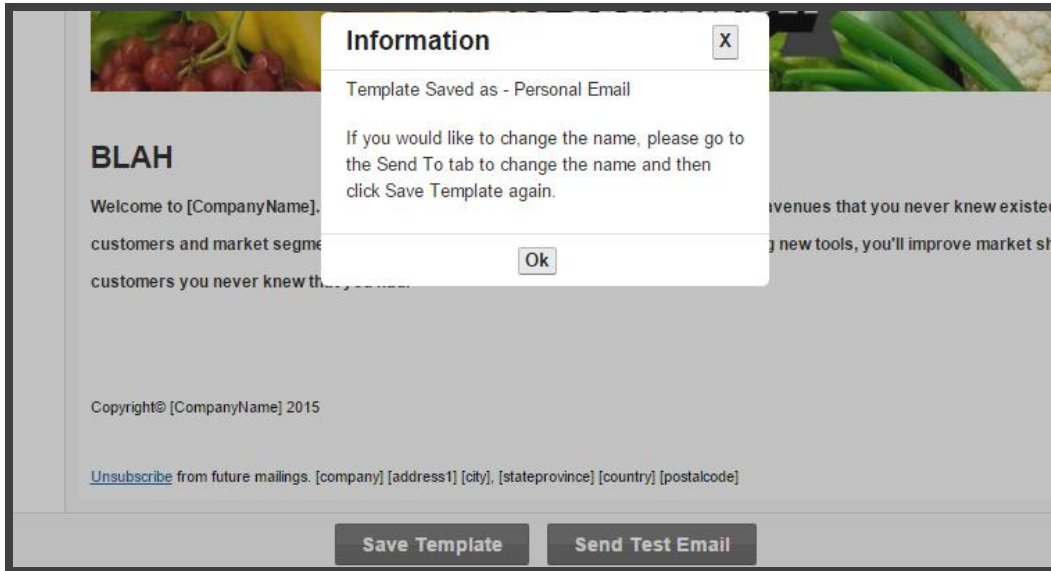 Information
X
Template Saved as - Personal Email
If you would like to change the name, please go to
the Send To tab to change the name and then
click Save Template again.
Ok
BLAH
Welcome to [CompanyName]. avenues that you never knew existed
customers and market segme new tools, you'll improve market sh
customers you never knew
Copyright© [CompanyName] 2015
Unsubscribe from future mailings. [company] [address1] [city], [stateprovince] [country] [postalcode]
Save Template
Send Test Email